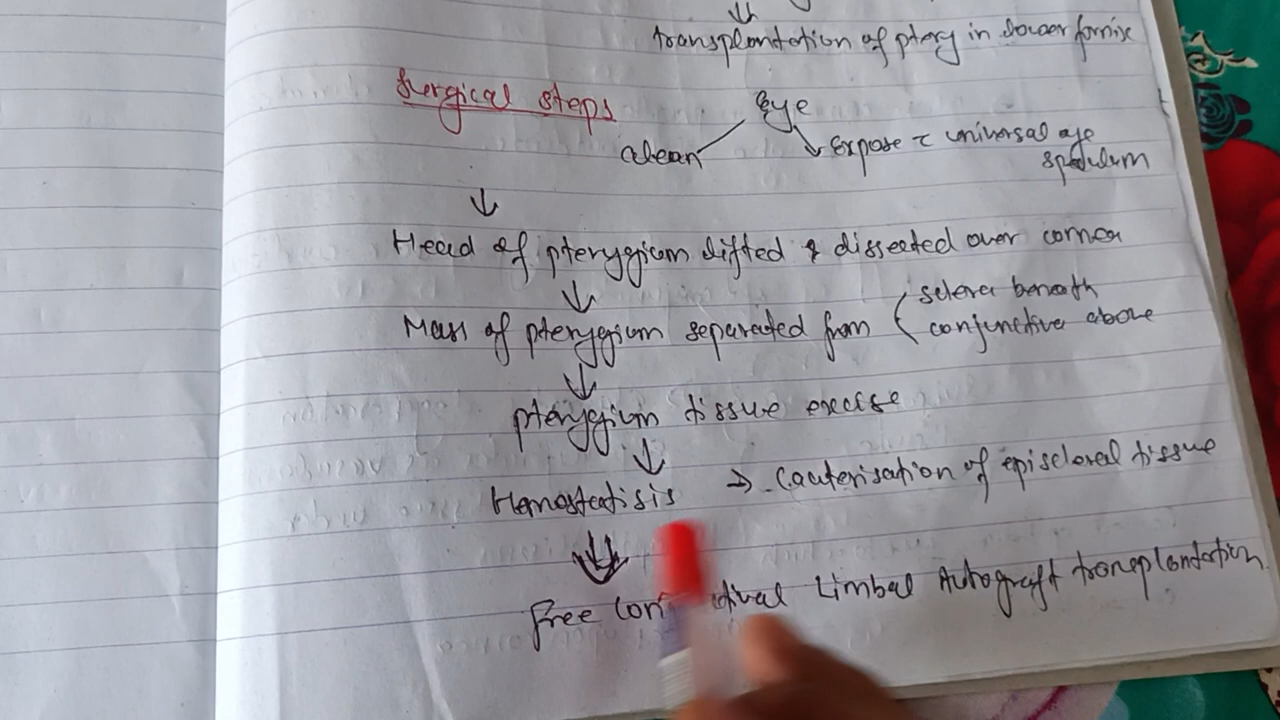 transplantation of ptery in lower fornix
Surgical steps
Eye
clean
Expose c universal eye
speculum
Head of pterygium lifted & dissected over cornea
Mass of pterygium separated from
sclera beneath
conjunctiva above
pterygium tissue excise
Hemostatisis → Cauterisation of episcleral tissue
Free Limbal Autograft transplantation